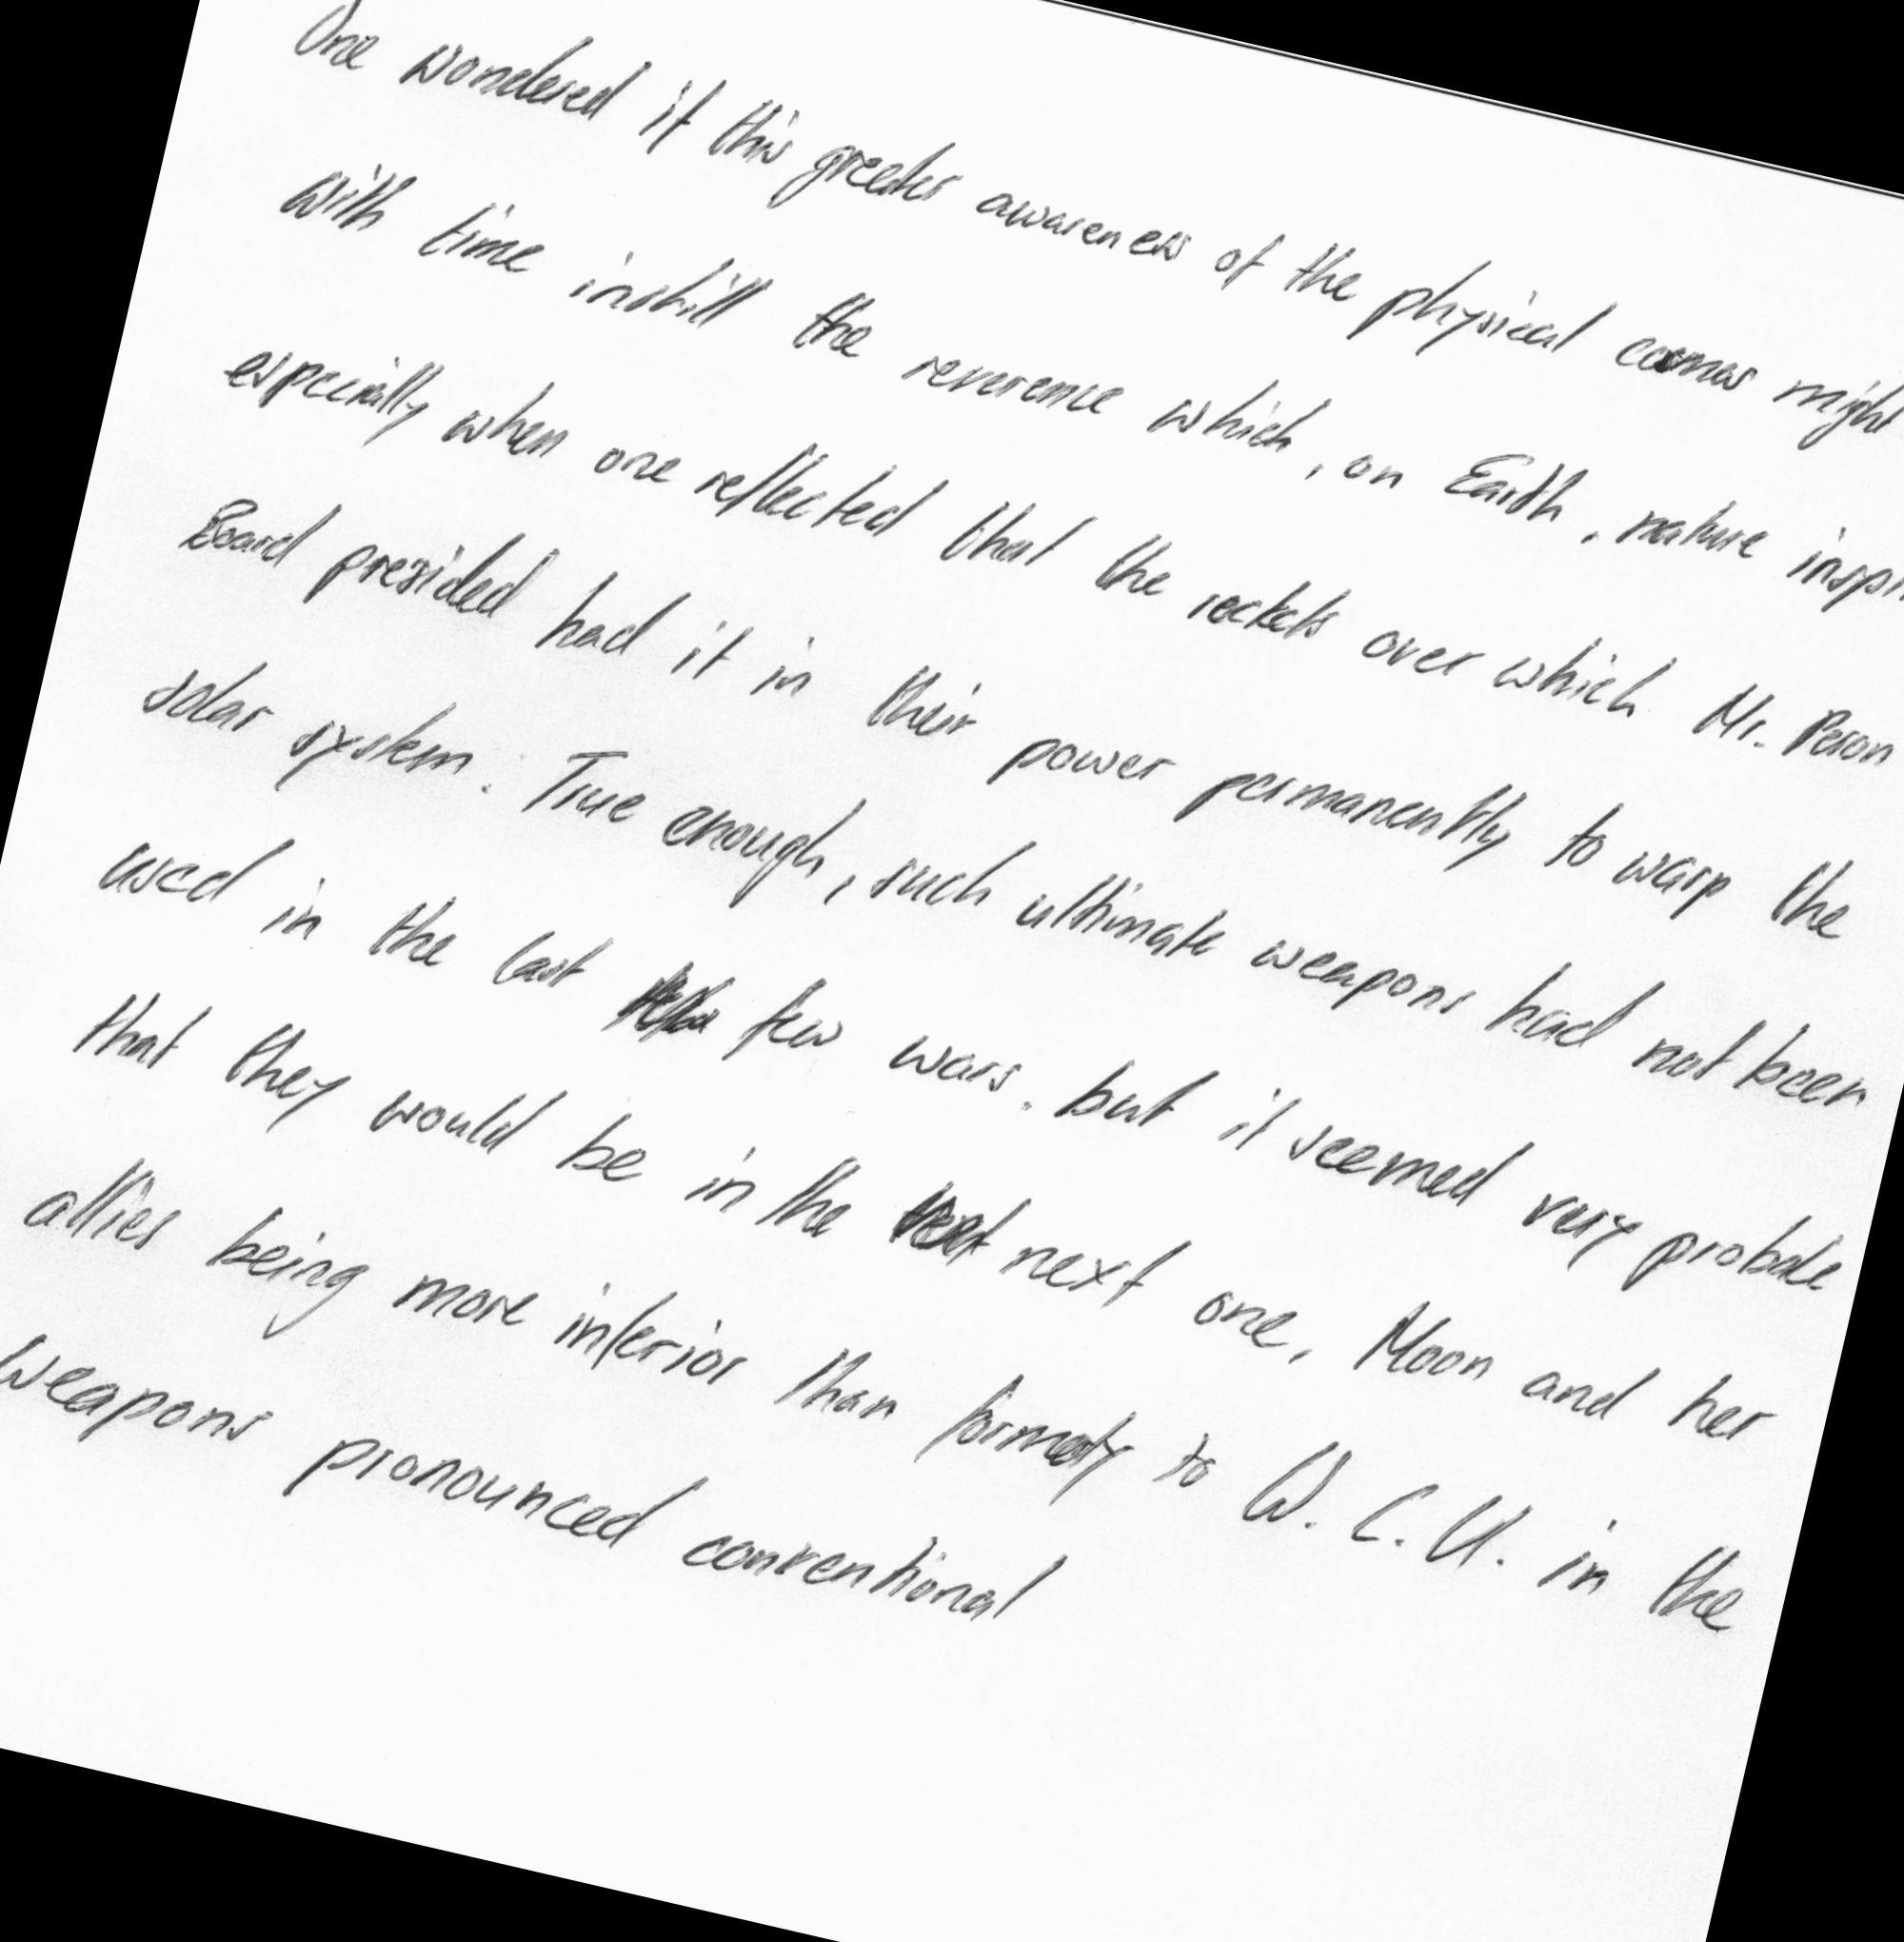 One wondered if this greater awareness of the physical cosmos might
with time instill the reverence which, on Earth, nature
especially when one reflected that the rockets over which Mr. Peron
Board presided had it in their power permanently to warp the
solar system. True enough, such ultimate weapons had not been
used in the last few wars, but it seemed very probable
that they would be in the next one, Moon and her
allies being more inferior than formerly to W. C. U. in the
weapons pronounced conventional